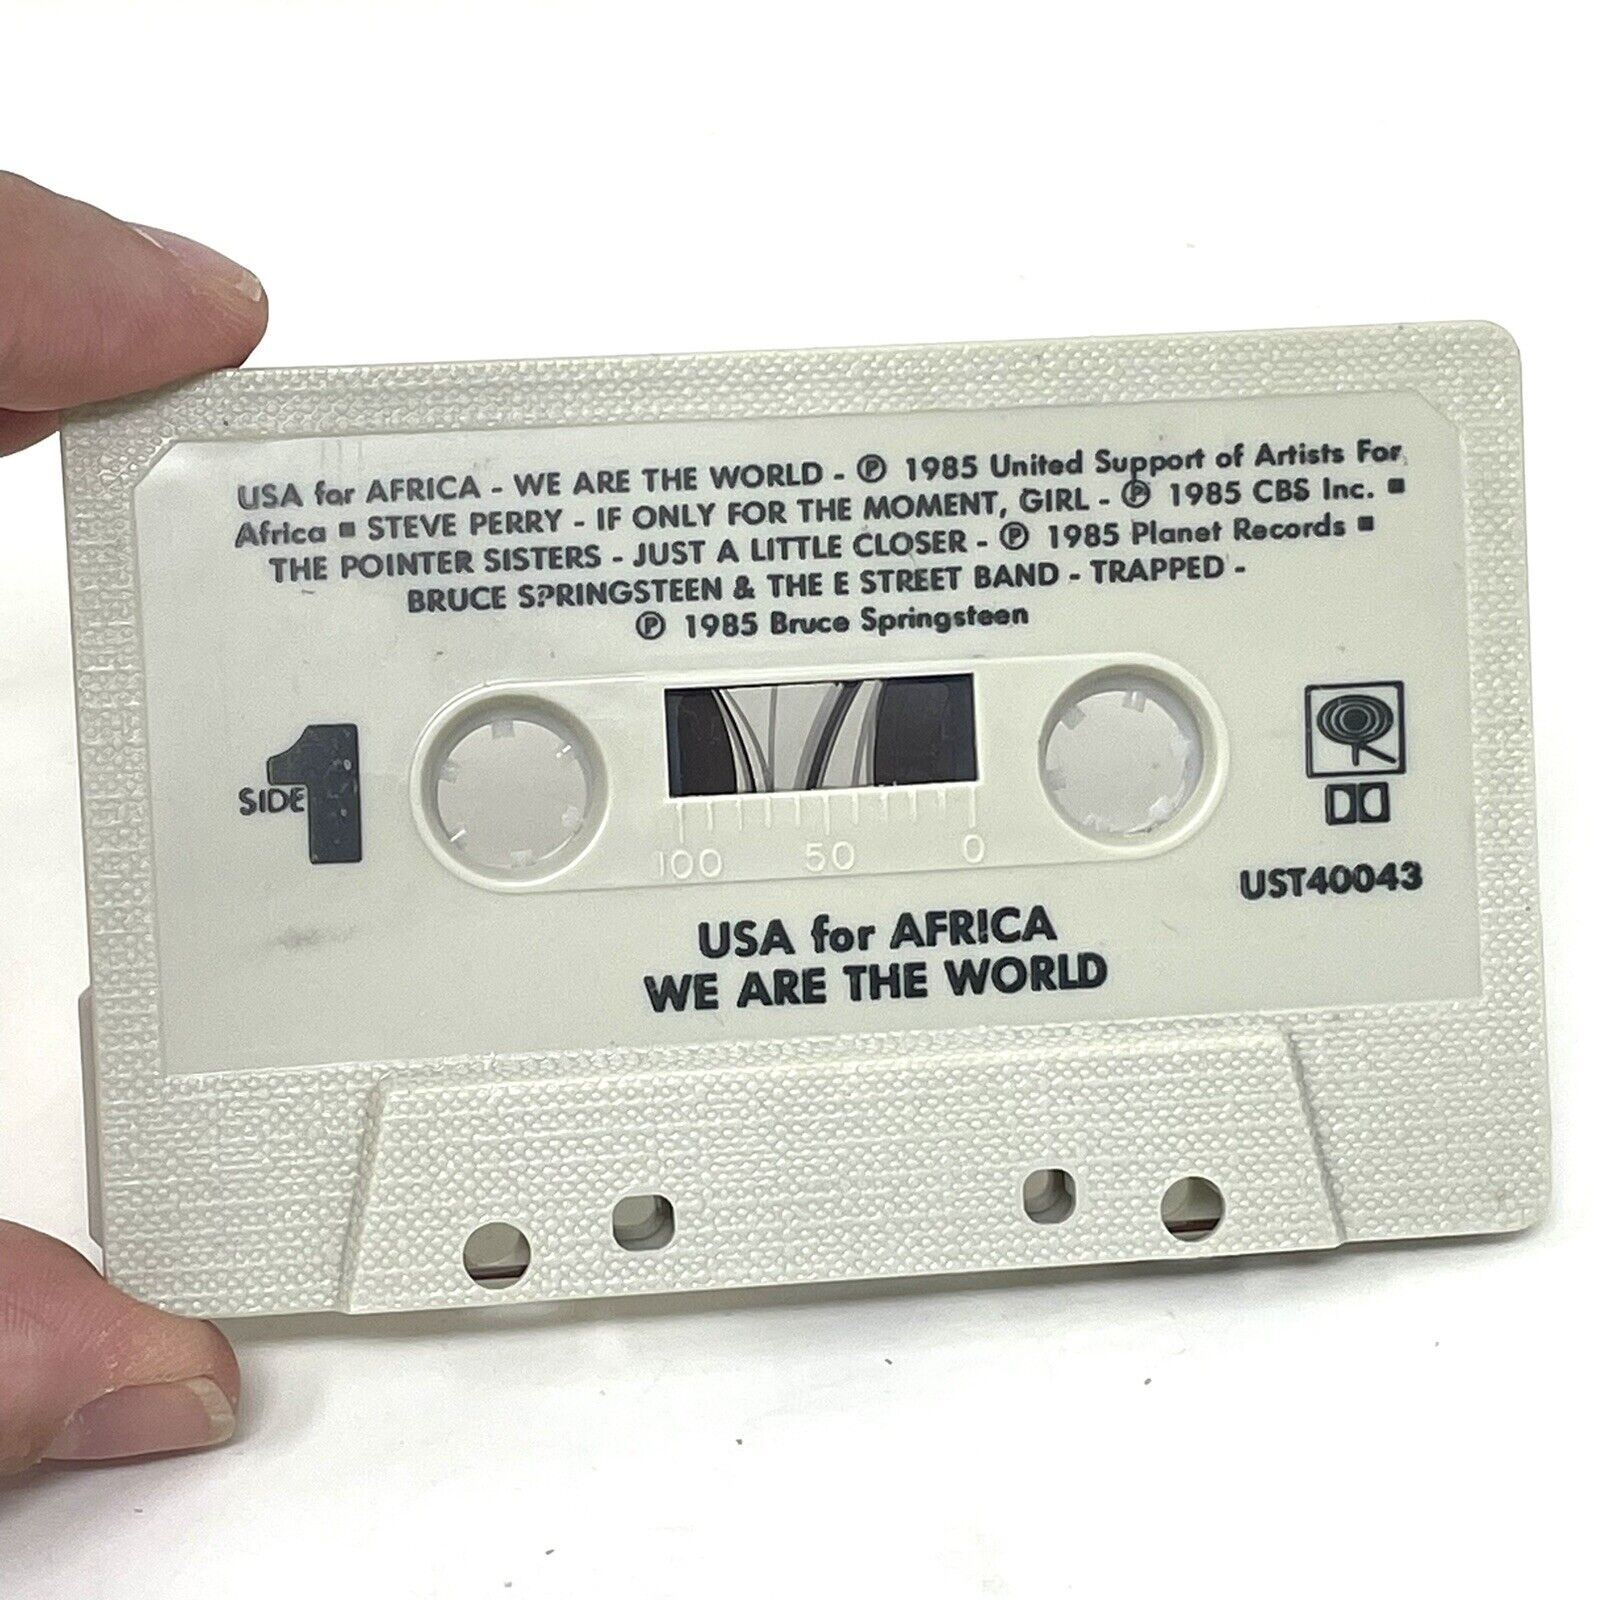 USA for AFRICA - WE ARE THE WORLD - ℗ 1985 United Support of Artists For
Africa ■ STEVE PERRY - IF ONLY FOR THE MOMENT, GIRL - ℗ 1985 CBS Inc. ■
THE POINTER SISTERS - JUST A LITTLE CLOSER - ℗ 1985 Planet Records ■
BRUCE SPRINGSTEEN & THE E STREET BAND - TRAPPED -
℗ 1985 Bruce Springsteen
SIDE 1
100 50 0
UST40043
USA for AFRICA
WE ARE THE WORLD